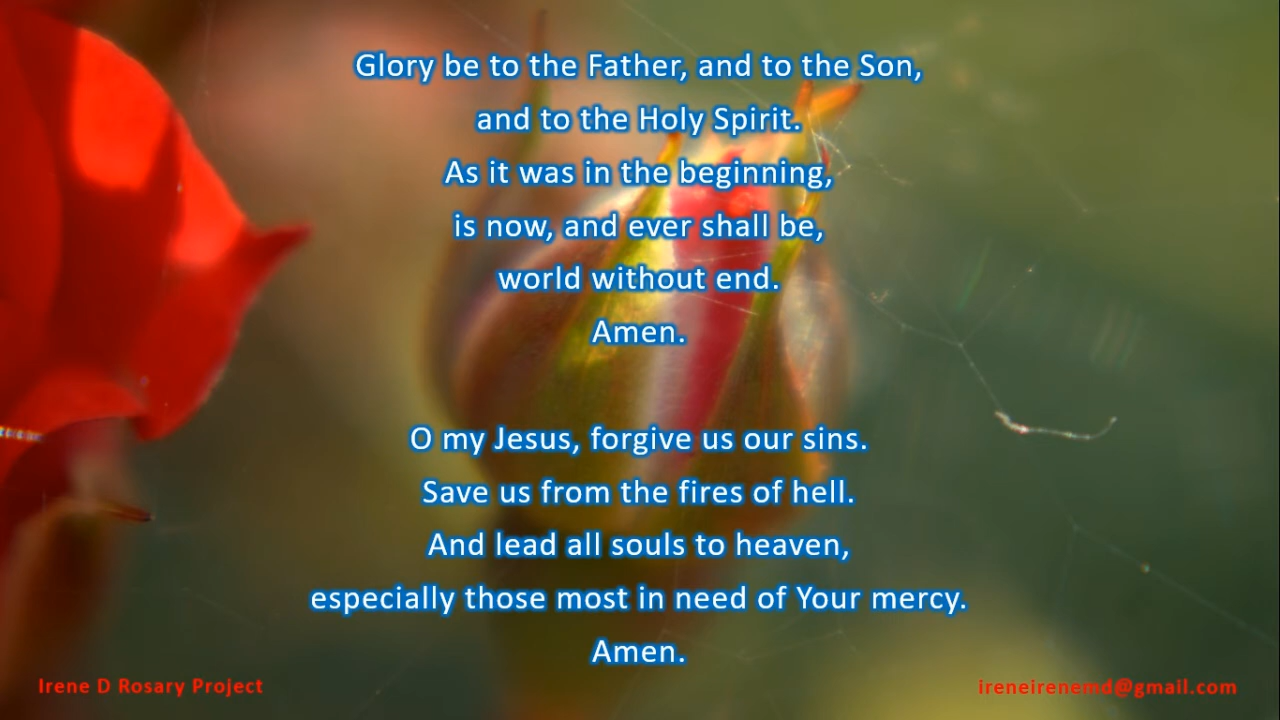 Glory be to the Father, and to the Son,
and to the Holy Spirit.
As it was in the beginning,
is now, and ever shall be,
world without end.
Amen.
O my Jesus, forgive us our sins.
Save us from the fires of hell.
And lead all souls to heaven,
especially those most in need of Your mercy.
Amen.
Irene D Rosary Project
ireneirenemd@gmail.com